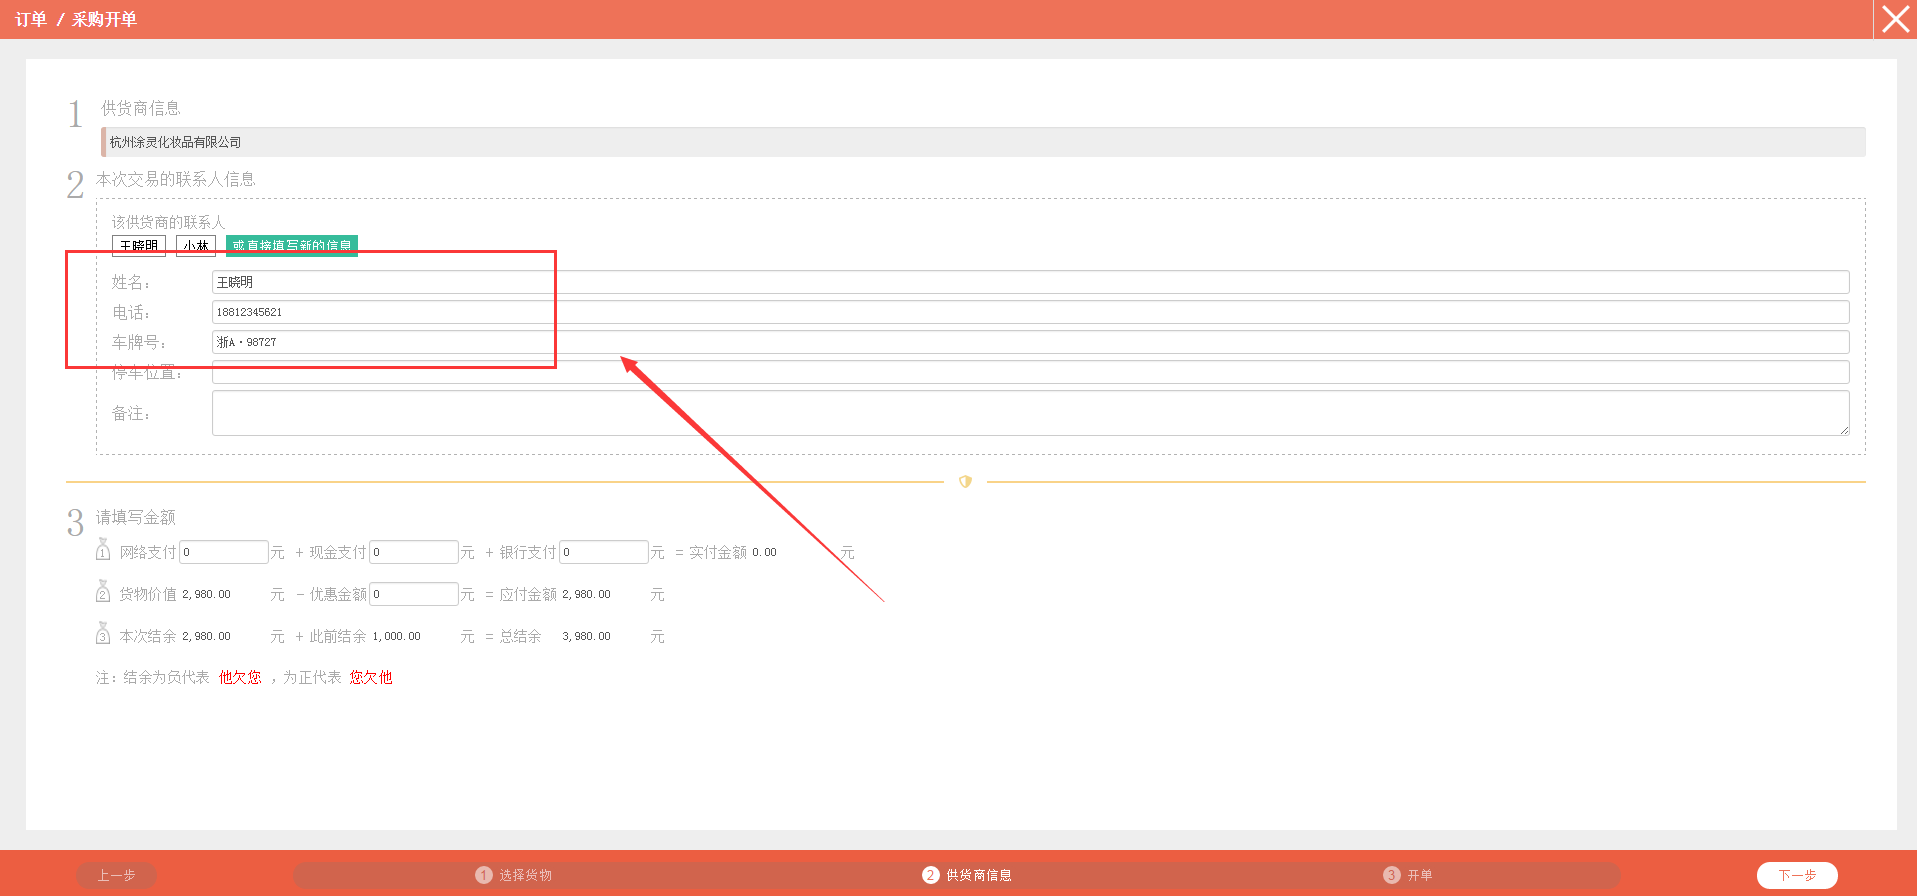 订单 / 采购开单
1 供货商信息
杭州涂灵化妆品有限公司
2 本次交易的联系人信息
该供货商的联系人
王晓明 小林 或直接填写新的信息
姓名： 王晓明
电话： 18812345621
车牌号： 浙A·98727
停车位置：
备注：
3 请填写金额
1 网络支付 0 元 + 现金支付 0 元 + 银行支付 0 元 = 实付金额 0.00 元
2 货物价值 2,980.00 元 - 优惠金额 0 元 = 应付金额 2,980.00 元
3 本次结余 2,980.00 元 + 此前结余 1,000.00 元 = 总结余 3,980.00 元
注：结余为负代表 他欠您 ，为正代表 您欠他
上一步 1 选择货物 2 供货商信息 3 开单 下一步